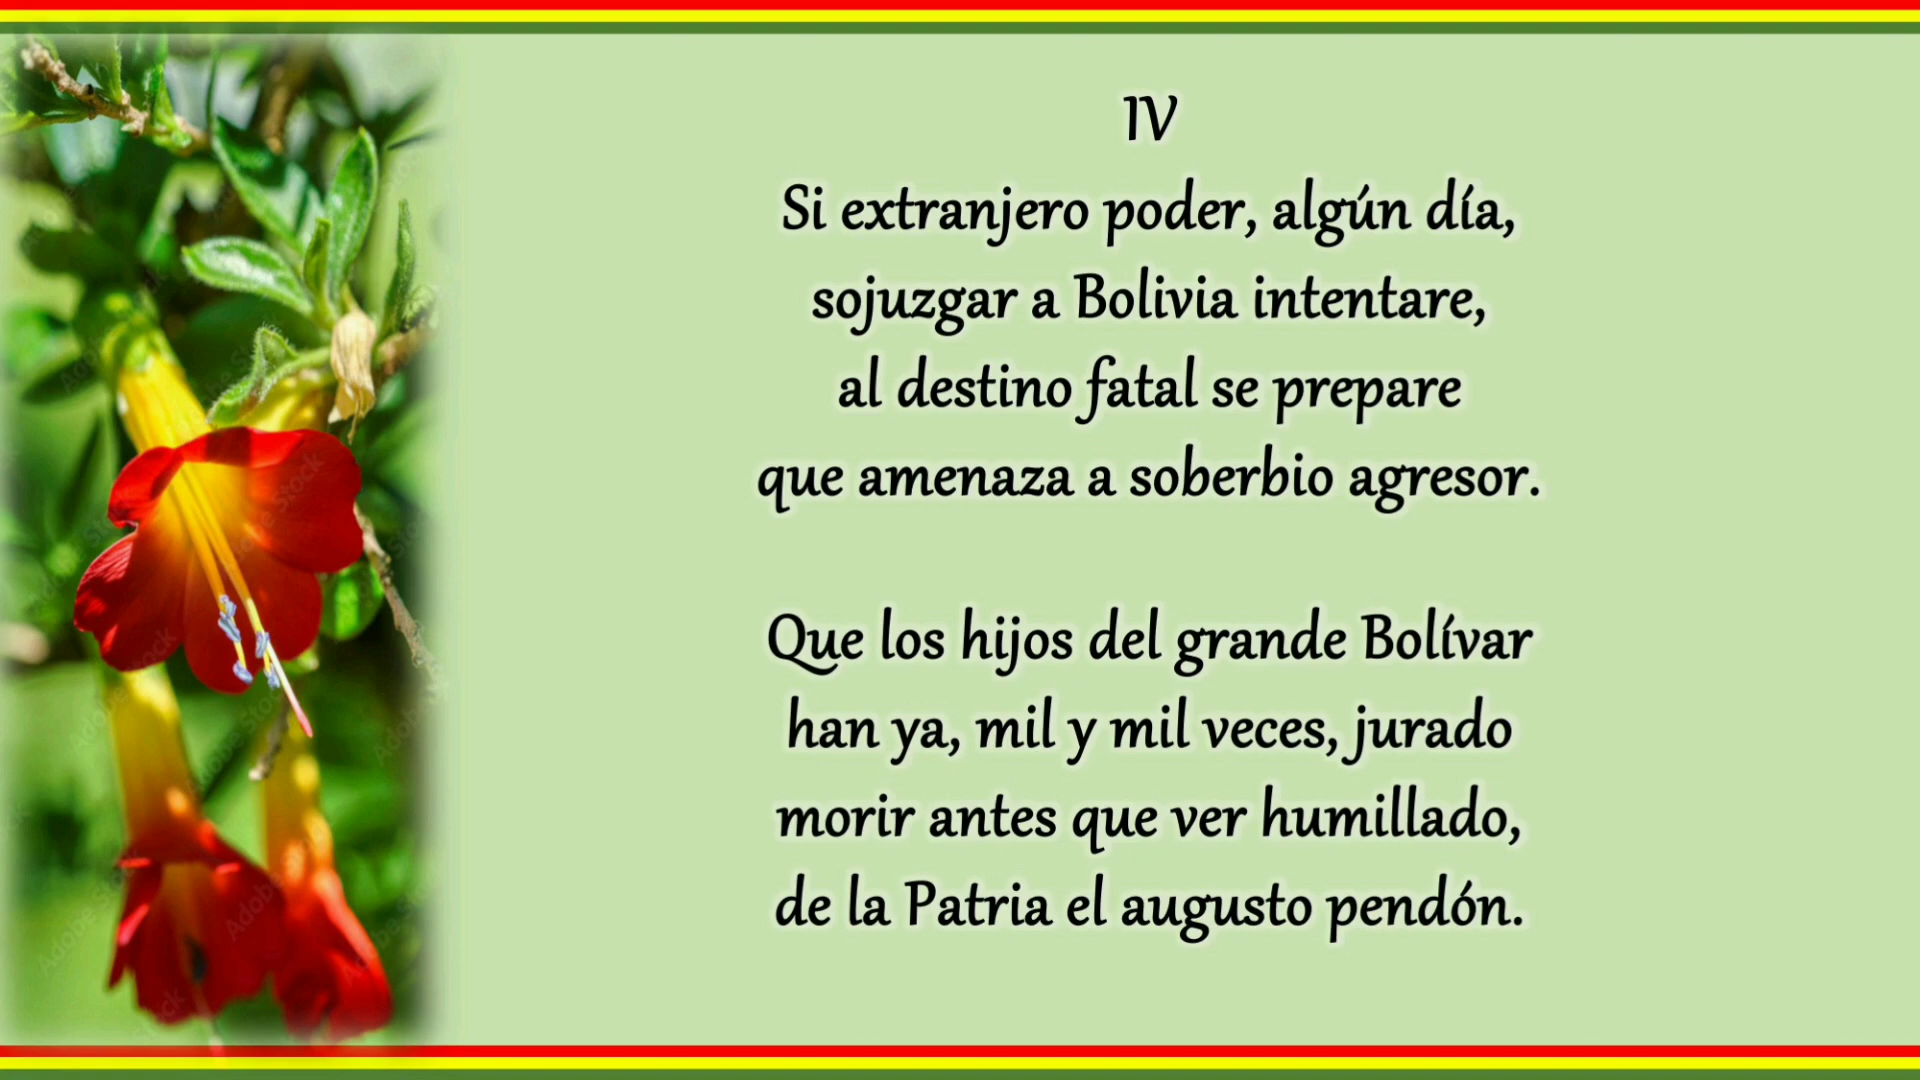 IV
Si extranjero poder, algún día,
sojuzgar a Bolivia intentare,
al destino fatal se prepare
que amenaza a soberbio agresor.
Que los hijos del grande Bolívar
han ya, mil y mil veces, jurado
morir antes que ver humillado,
de la Patria el augusto pendón.